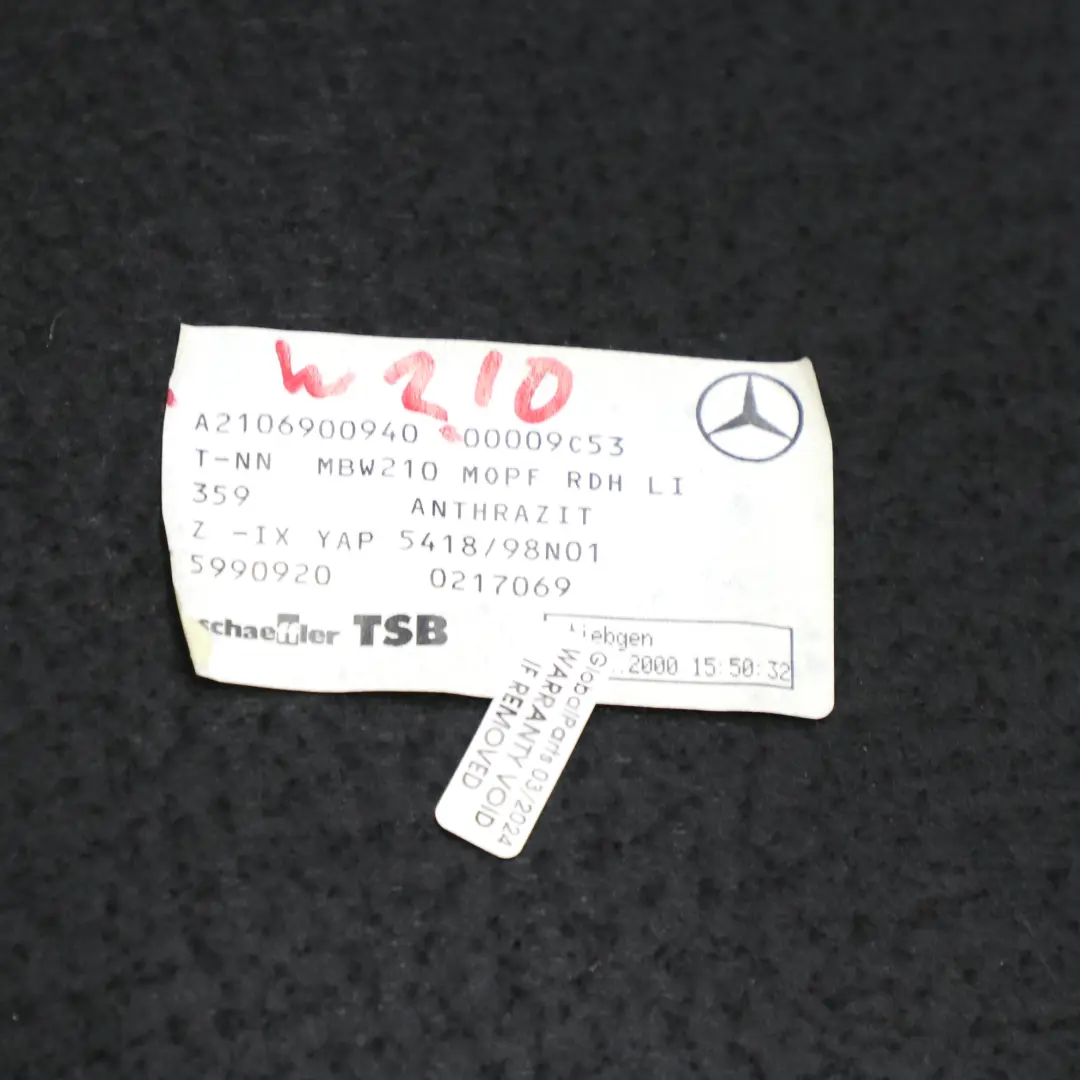 W210
A2106900940 00009C53
T-NN MBW210 MOPF RDH LI
359 ANTHRAZIT
Z -IX YAP 5418/98N01
5990920 0217069
schaeffler TSB
2000 15:50:32
GlobalParts 03/2024
WARRANTY VOID
IF REMOVED